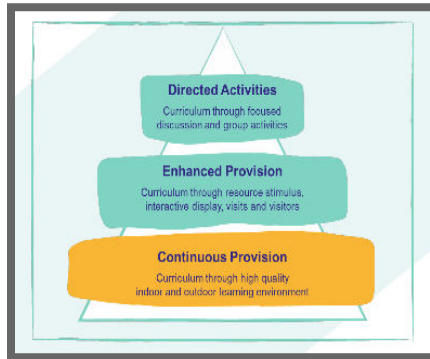 Directed Activities
Curriculum through focused
discussion and group activities
Enhanced Provision
Curriculum through resource stimulus,
interactive display, visits and visitors
Continuous Provision
Curriculum through high quality
indoor and outdoor learning environment